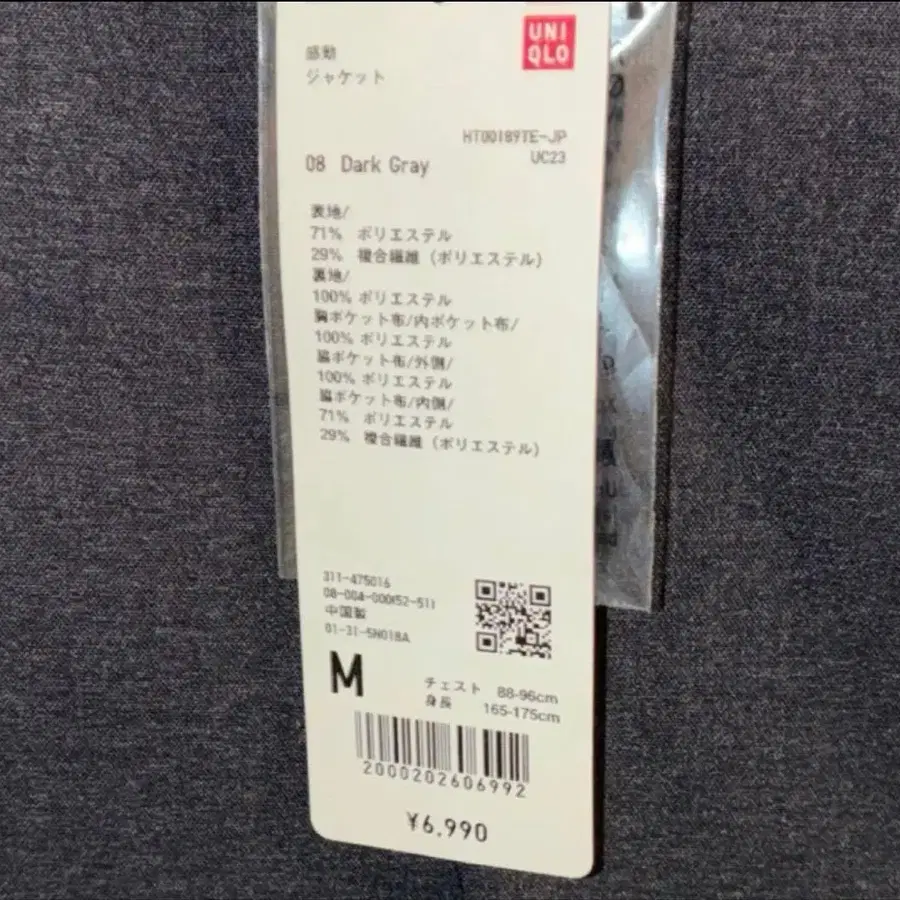 UNI
QLO
感動
ジャケット
HT00189TE-JP
UC23
08 Dark Gray
表地/
71% ポリエステル
29% 複合繊維（ポリエステル）
裏地/
100% ポリエステル
胸ポケット布/内ポケット布/
100% ポリエステル
脇ポケット布/外側/
100% ポリエステル
脇ポケット布/内側/
71% ポリエステル
29% 複合繊維（ポリエステル）
311-475016
08-004-000(52-51)
中国製
01-31-5N018A
M
チェスト 88-96cm
身長 165-175cm
2000202606992
¥6,990